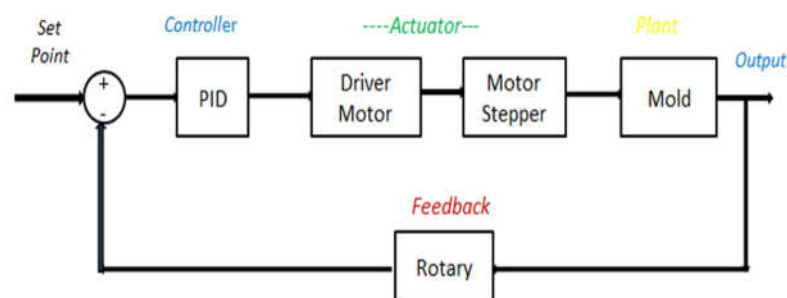 Set
Point
Controller
----Actuator---
Plant
Output
+
-
PID
Driver
Motor
Motor
Stepper
Mold
Feedback
Rotary